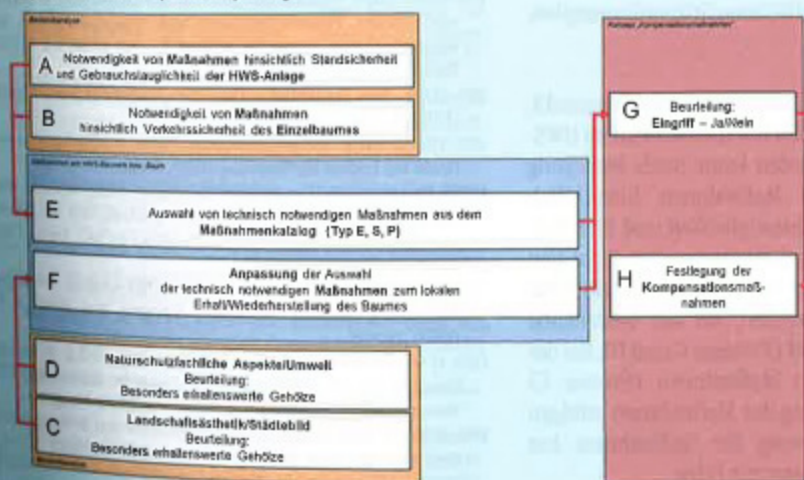 A
Notwendigkeit von Maßnahmen hinsichtlich Standsicherheit
und Gebrauchstauglichkeit der HWS-Anlage
B
Notwendigkeit von Maßnahmen
hinsichtlich Verkehrssicherheit des Einzelbaumes
E
Auswahl von technisch notwendigen Maßnahmen aus dem
Maßnahmenkatalog (Typ E, S, P)
F
Anpassung der Auswahl
der technisch notwendigen Maßnahmen zum lokalen
Erhalt/Wiederherstellung des Baumes
D
Naturschutzfachliche Aspekte/Umwelt
Beurteilung:
Besonders erhaltenswerte Gehölze
C
Landschaftsästhetik/Städtebild
Beurteilung:
Besonders erhaltenswerte Gehölze
Konzept „Kompensationsmaßnahmen"
G
Beurteilung:
Eingriff – Ja/Nein
H
Festlegung der
Kompensationsmaß-
nahmen